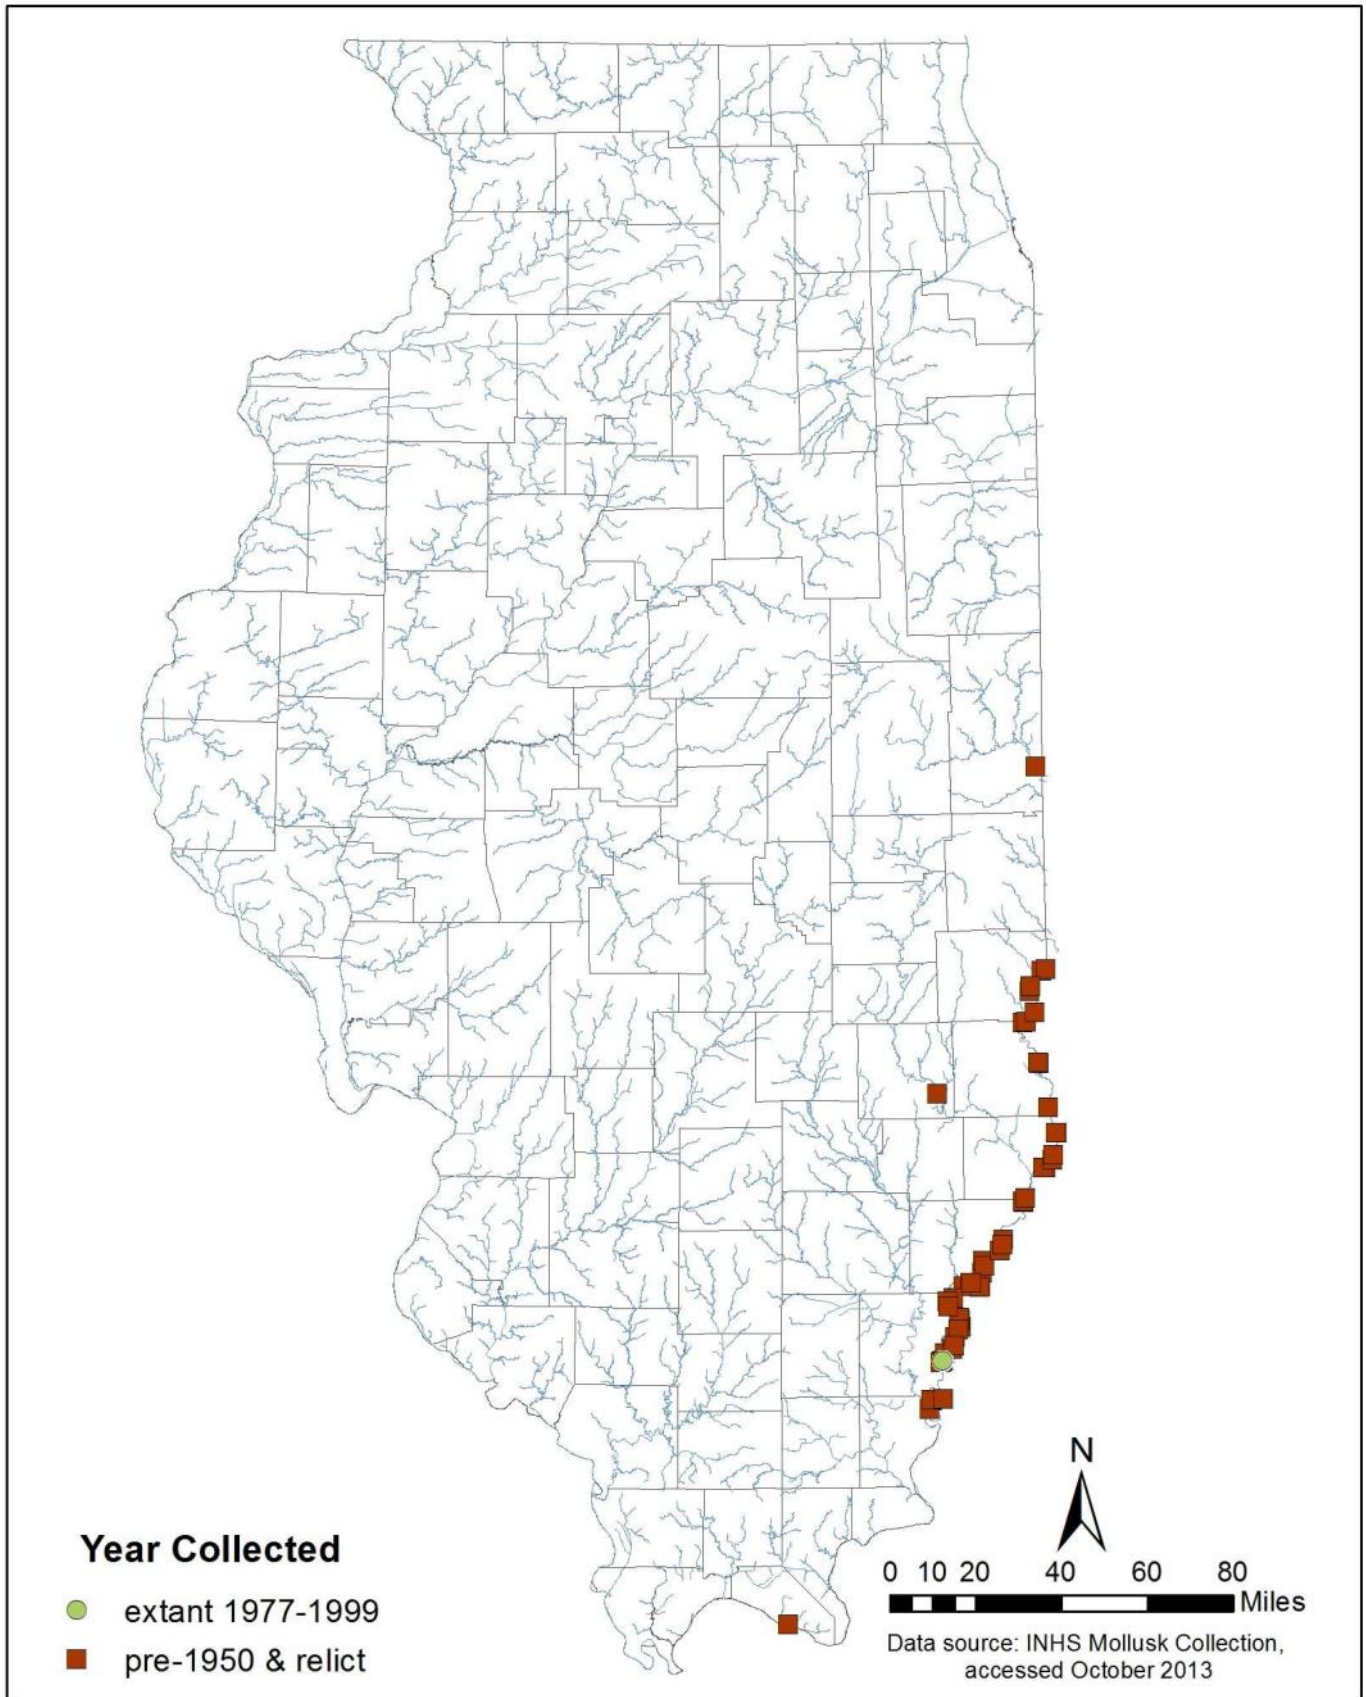 N
0 10 20 40 60 80
Miles
Year Collected
extant 1977-1999
pre-1950 & relict
Data source: INHS Mollusk Collection,
accessed October 2013